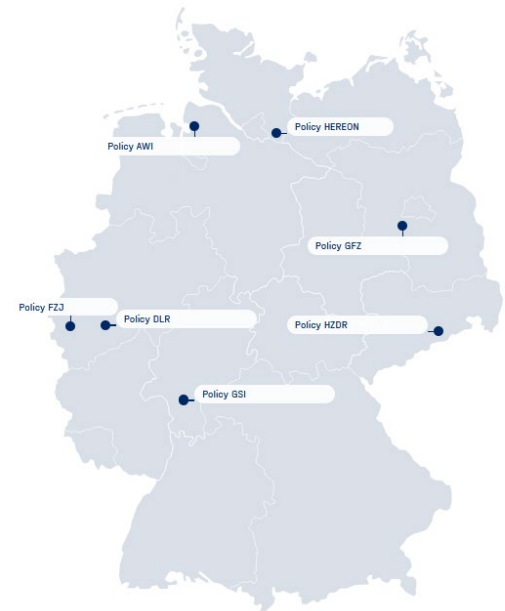 Policy HEREON
Policy AWI
Policy GFZ
Policy FZJ
Policy DLR
Policy HZDR
Policy GSI